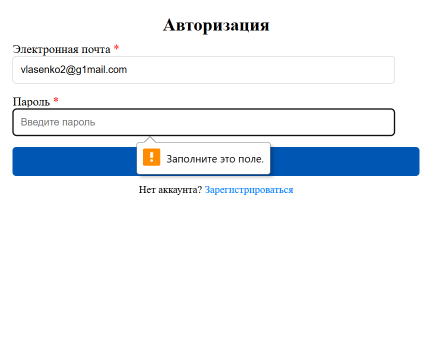 Авторизация
Электронная почта *
vlasenko2@g1mail.com
Пароль *
Введите пароль
Заполните это поле.
Нет аккаунта? Зарегистрироваться